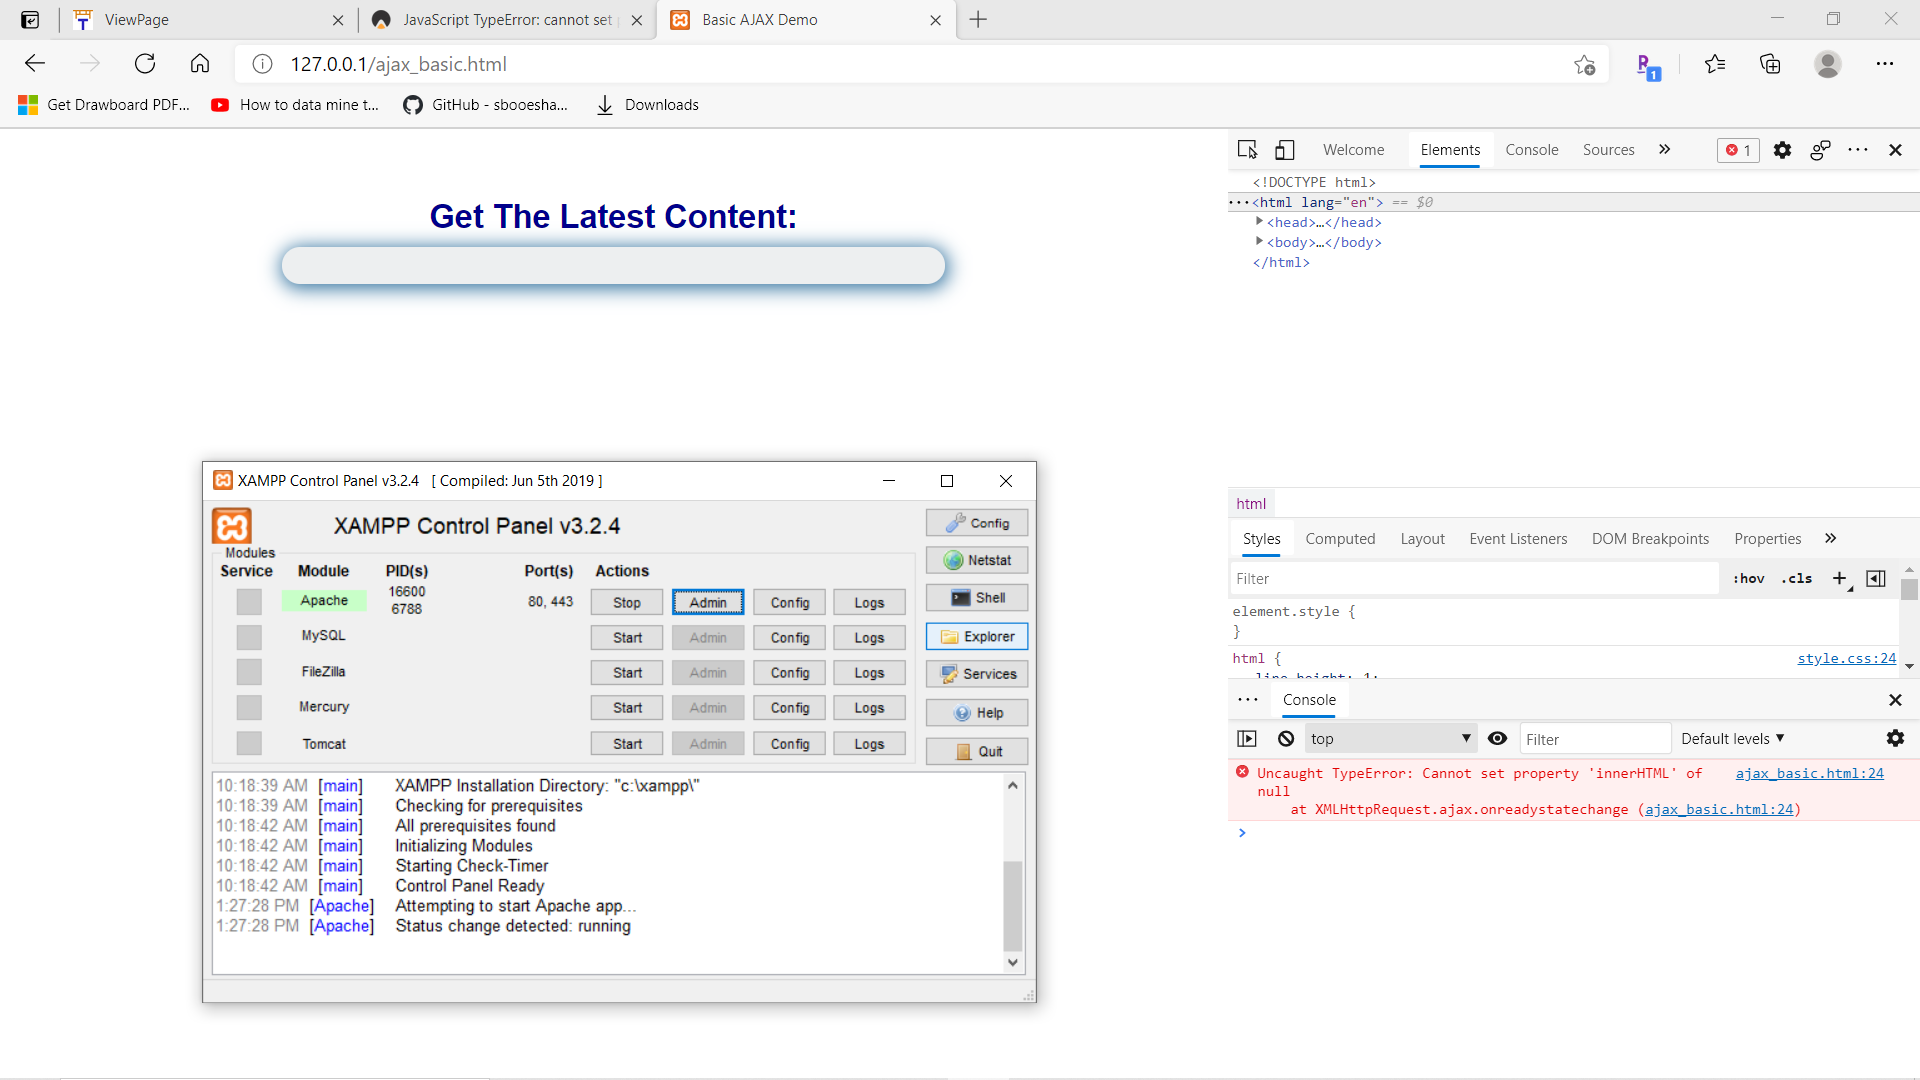 ViewPage
JavaScript TypeError: cannot set p
Basic AJAX Demo
127.0.0.1/ajax_basic.html
R 1
Get Drawboard PDF...
How to data mine t...
GitHub - sbooesha...
Downloads
Welcome
Elements
Console
Sources
1
Get The Latest Content:
<!DOCTYPE html>
<html lang="en"> == $0
<head>…</head>
<body>…</body>
</html>
html
Styles
Computed
Layout
Event Listeners
DOM Breakpoints
Properties
Filter
:hov
.cls
element.style {
}
html {
style.css:24
line-height: 1;
Console
top
Filter
Default levels
Uncaught TypeError: Cannot set property 'innerHTML' of null
ajax_basic.html:24
at XMLHttpRequest.ajax.onreadystatechange (ajax_basic.html:24)
XAMPP Control Panel v3.2.4 [ Compiled: Jun 5th 2019 ]
XAMPP Control Panel v3.2.4
Config
Modules
Service Module PID(s) Port(s) Actions
Netstat
Apache 16600 6788 80, 443 Stop Admin Config Logs
Shell
MySQL Start Admin Config Logs
Explorer
FileZilla Start Admin Config Logs
Services
Mercury Start Admin Config Logs
Help
Tomcat Start Admin Config Logs
Quit
10:18:39 AM [main] XAMPP Installation Directory: "c:\xampp\"
10:18:39 AM [main] Checking for prerequisites
10:18:42 AM [main] All prerequisites found
10:18:42 AM [main] Initializing Modules
10:18:42 AM [main] Starting Check-Timer
10:18:42 AM [main] Control Panel Ready
1:27:28 PM [Apache] Attempting to start Apache app...
1:27:28 PM [Apache] Status change detected: running